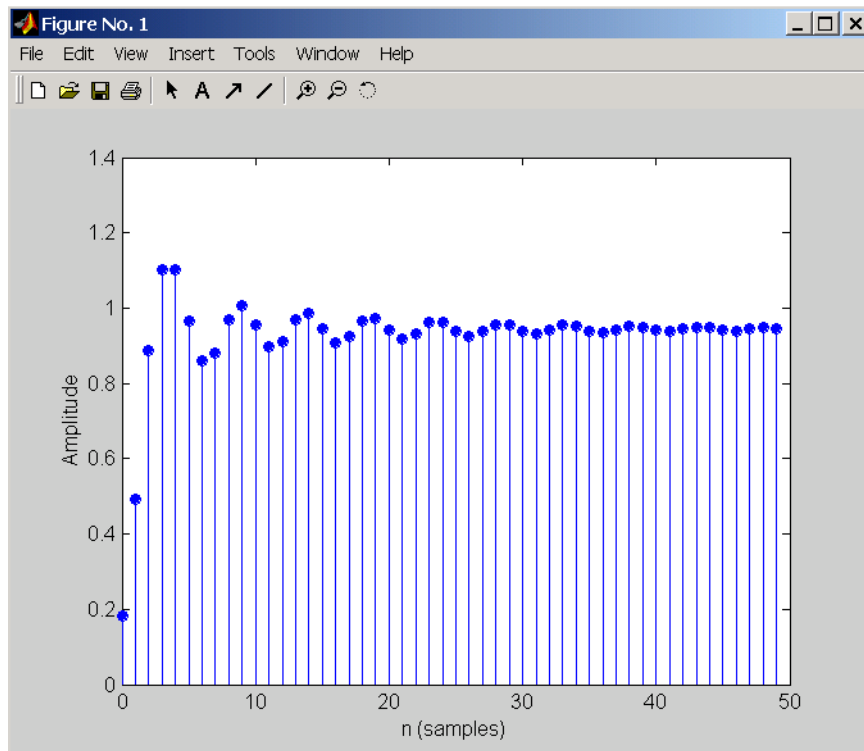 Figure No. 1
File Edit View Insert Tools Window Help
A
1.4
1.2
1
0.8
0.6
0.4
0.2
0
Amplitude
0 10 20 30 40 50
n (samples)